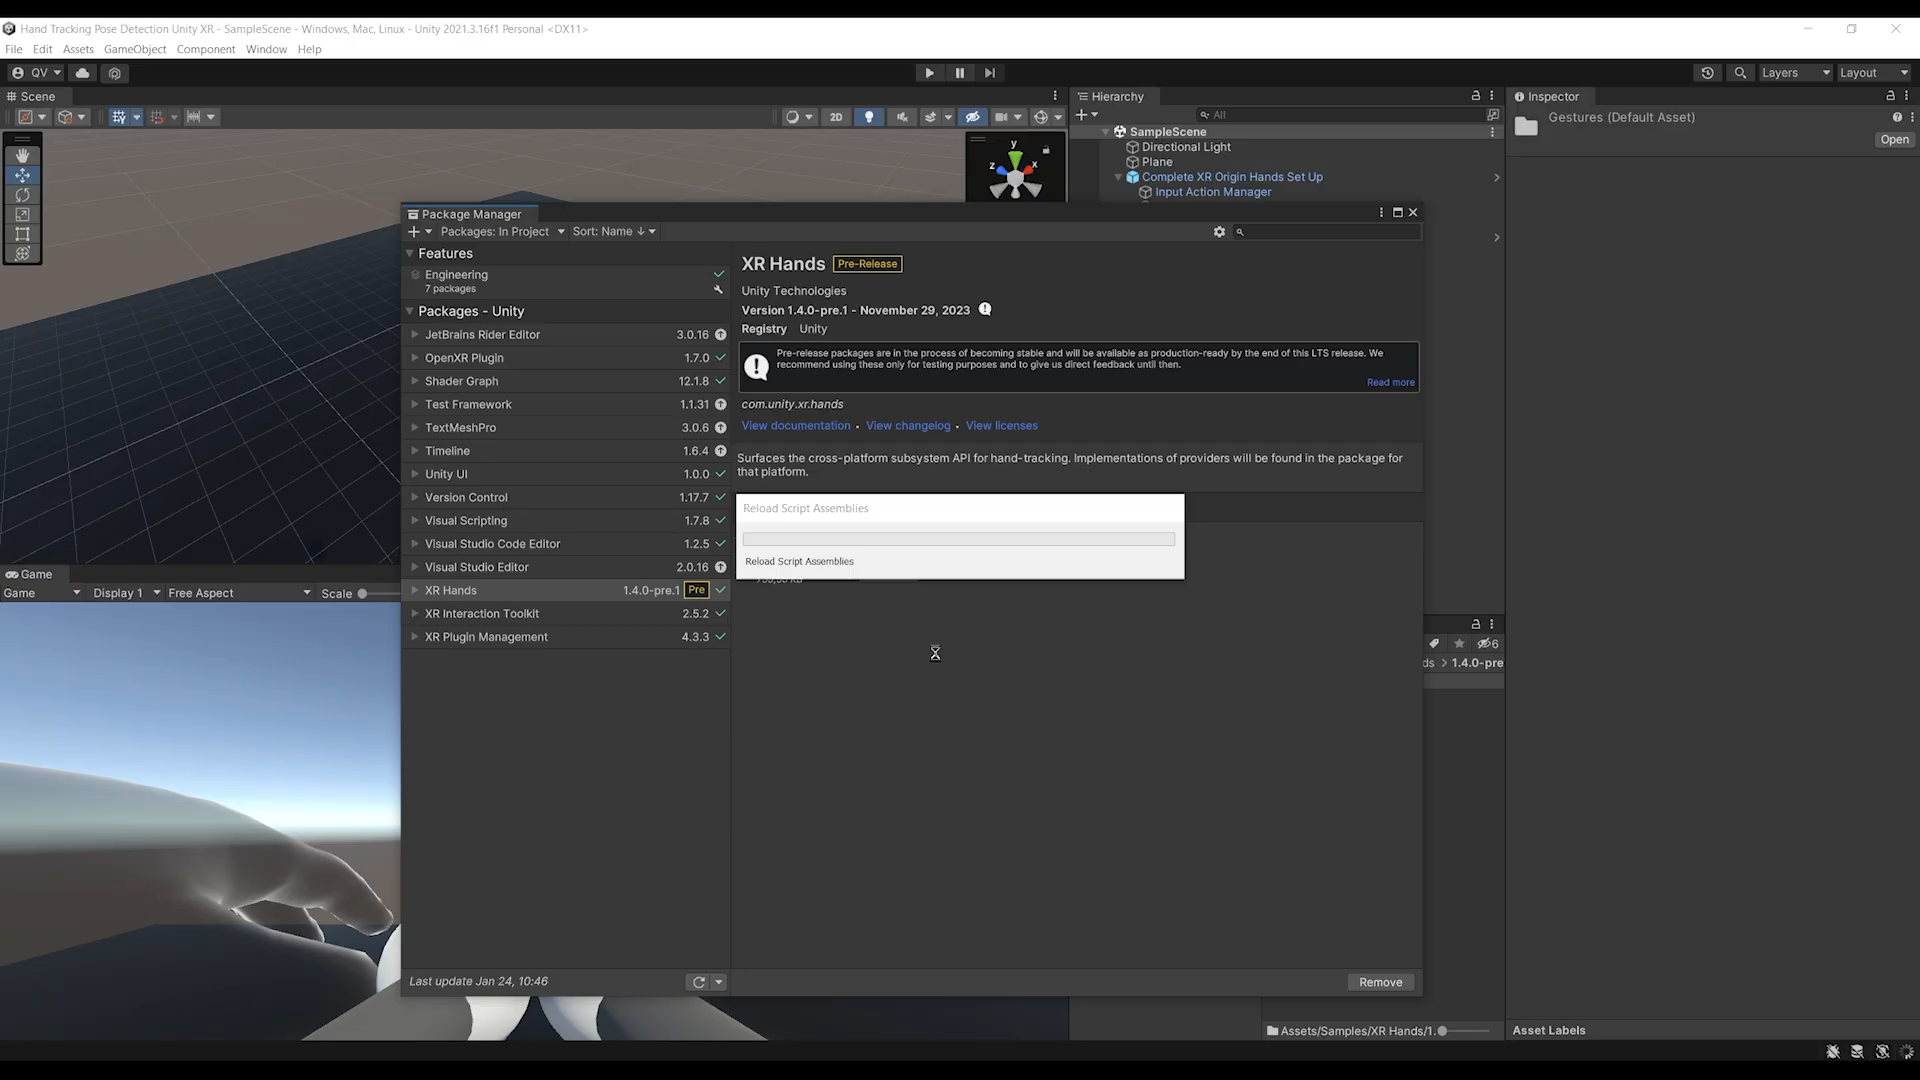 Hand Tracking Pose Detection Unity XR - SampleScene - Windows, Mac, Linux - Unity 2021.3.16f1 Personal <DX11>
File Edit Assets GameObject Component Window Help
QV
Layers Layout
Scene
2D
y
z x
Hierarchy
All
SampleScene
Directional Light
Plane
Complete XR Origin Hands Set Up
Input Action Manager
Inspector
Gestures (Default Asset)
Open
Package Manager
Packages: In Project Sort: Name ↓
Features
Engineering
7 packages
Packages - Unity
JetBrains Rider Editor 3.0.16
OpenXR Plugin 1.7.0
Shader Graph 12.1.8
Test Framework 1.1.31
TextMeshPro 3.0.6
Timeline 1.6.4
Unity UI 1.0.0
Version Control 1.17.7
Visual Scripting 1.7.8
Visual Studio Code Editor 1.2.5
Visual Studio Editor 2.0.16
XR Hands 1.4.0-pre.1 Pre
XR Interaction Toolkit 2.5.2
XR Plugin Management 4.3.3
Last update Jan 24, 10:46
XR Hands Pre-Release
Unity Technologies
Version 1.4.0-pre.1 - November 29, 2023
Registry Unity
Pre-release packages are in the process of becoming stable and will be available as production-ready by the end of this LTS release. We
recommend using these only for testing purposes and to give us direct feedback until then.
Read more
com.unity.xr.hands
View documentation • View changelog • View licenses
Surfaces the cross-platform subsystem API for hand-tracking. Implementations of providers will be found in the package for
that platform.
Reload Script Assemblies
Reload Script Assemblies
Remove
Game
Game Display 1 Free Aspect Scale
6
ds > 1.4.0-pre
Assets/Samples/XR Hands/1.
Asset Labels